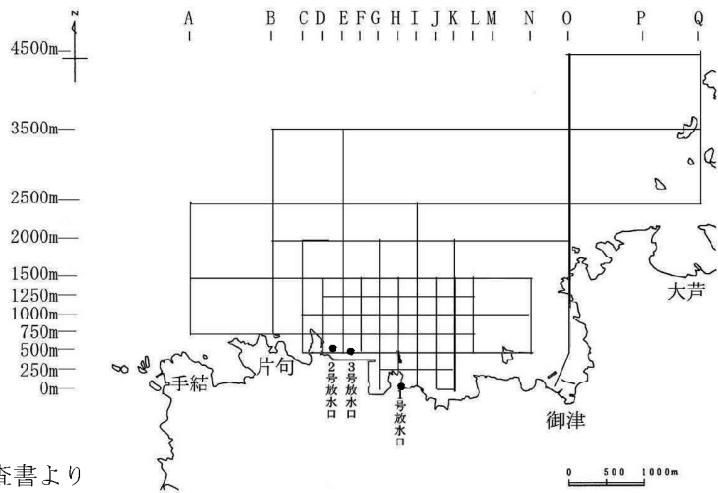 A B C D E F G H I J K L M N O P Q
z
4500m
3500m
2500m
2000m
1500m
1250m
1000m
750m
500m
250m
0m
手結
片句
2号放水口
3号放水口
1号放水口
御津
大芦
0 500 1000m
査書より